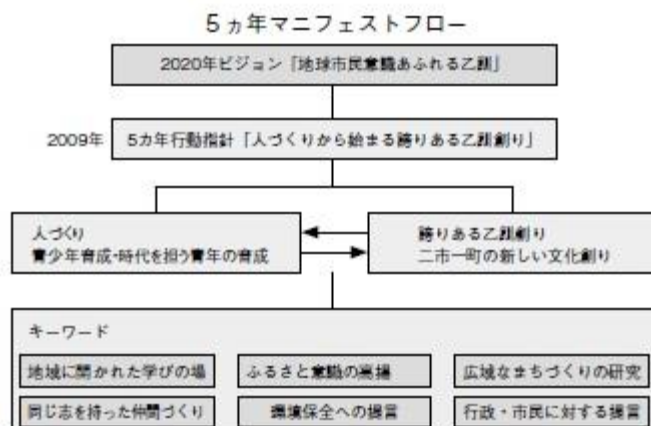 5ヵ年マニフェストフロー
2020年ビジョン「地球市民意識あふれる乙訓」
2009年
5カ年行動指針「人づくりから始まる誇りある乙訓創り」
人づくり
青少年育成・時代を担う青年の育成
誇りある乙訓創り
二市一町の新しい文化創り
キーワード
地域に開かれた学びの場
ふるさと意識の高揚
広域なまちづくりの研究
同じ志を持った仲間づくり
環境保全への提言
行政・市民に対する提言